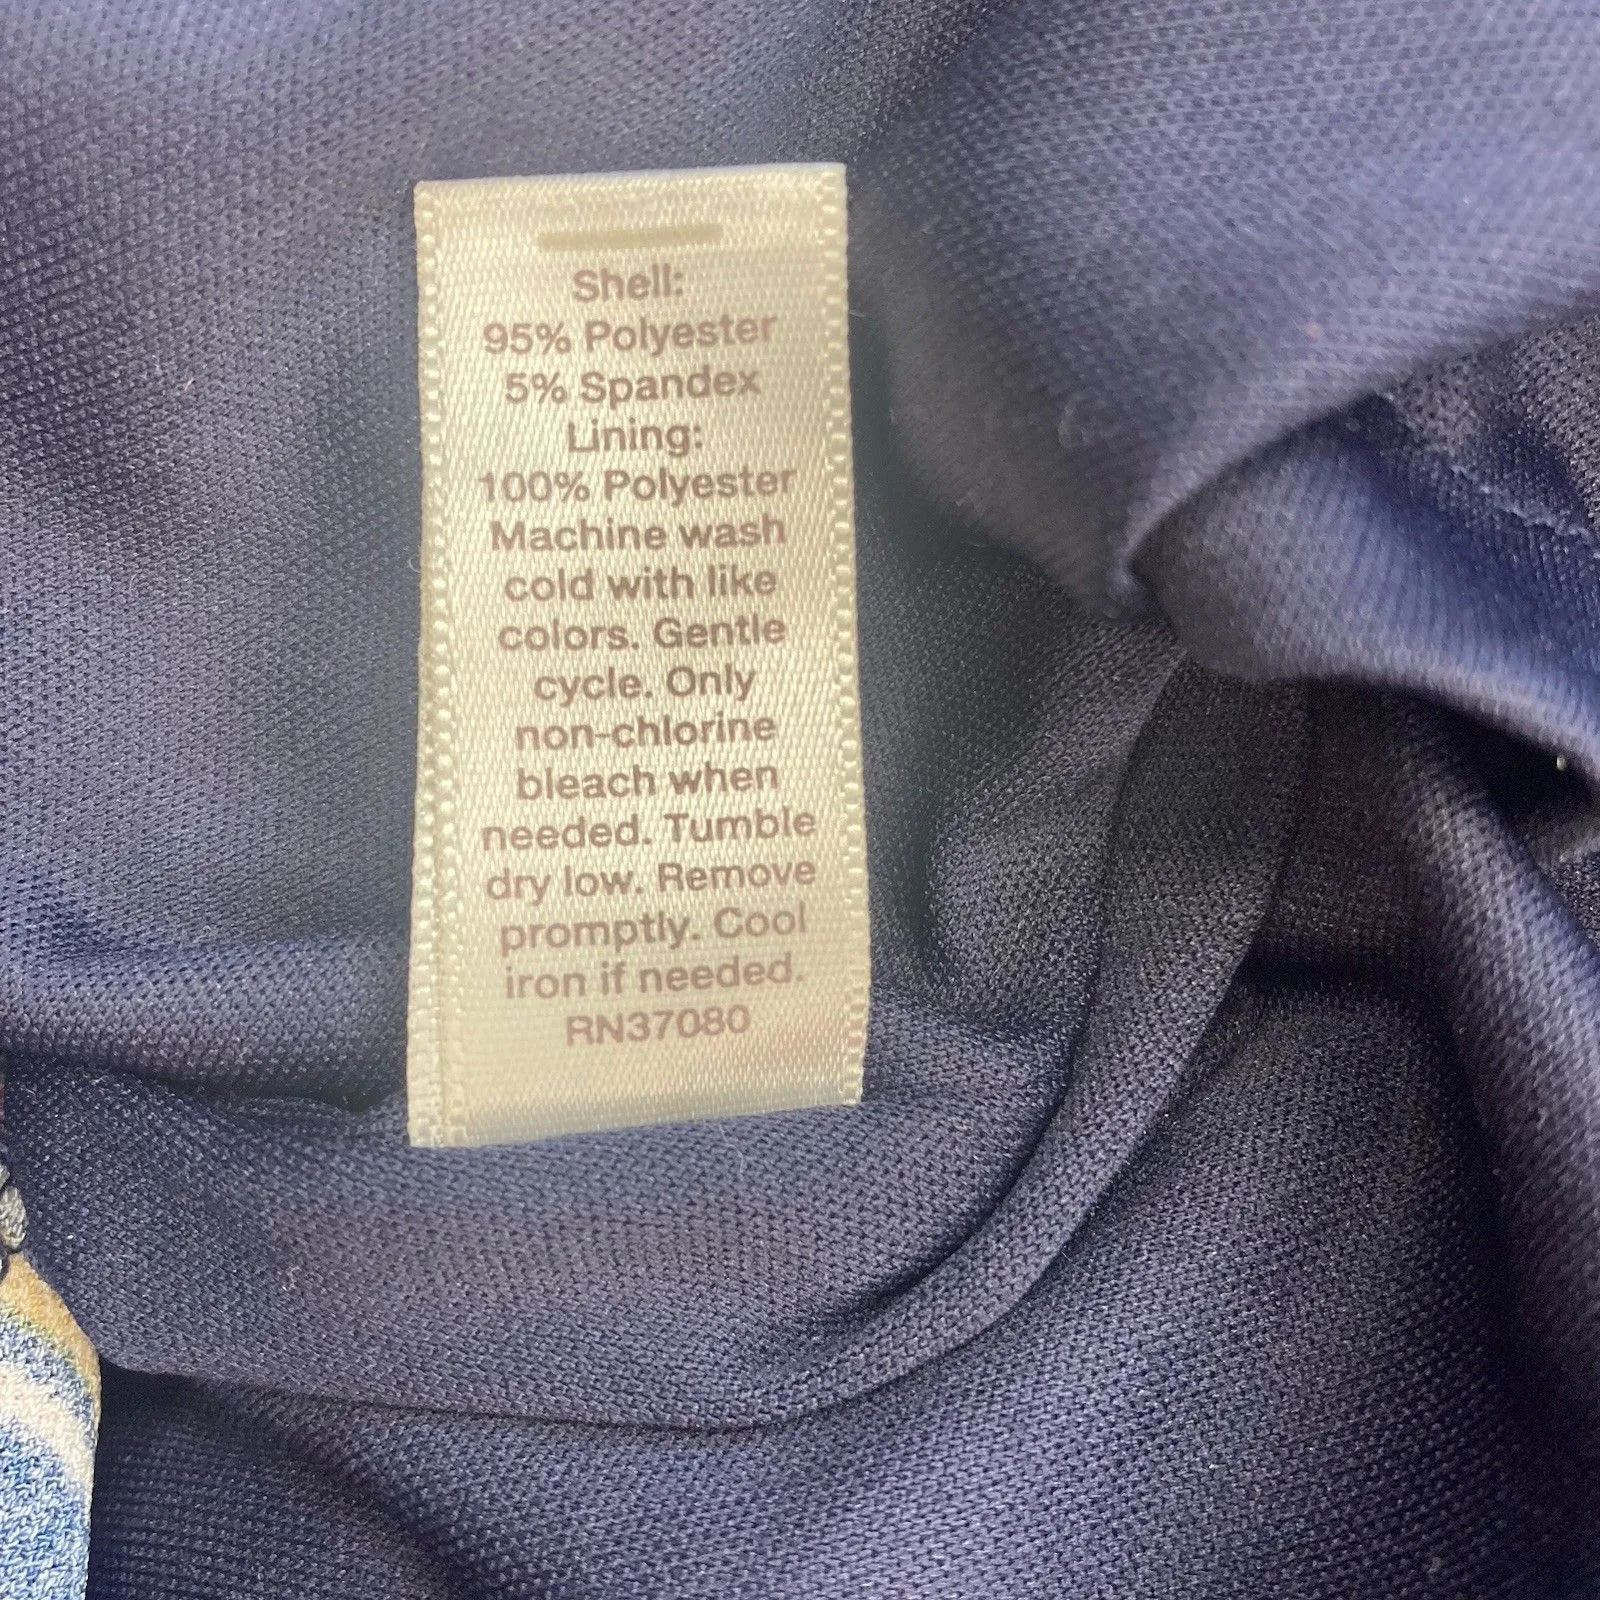 Shell:
95% Polyester
5% Spandex
Lining:
100% Polyester
Machine wash
cold with like
colors. Gentle
cycle. Only
non-chlorine
bleach when
needed. Tumble
dry low. Remove
promptly. Cool
iron if needed.
RN37080